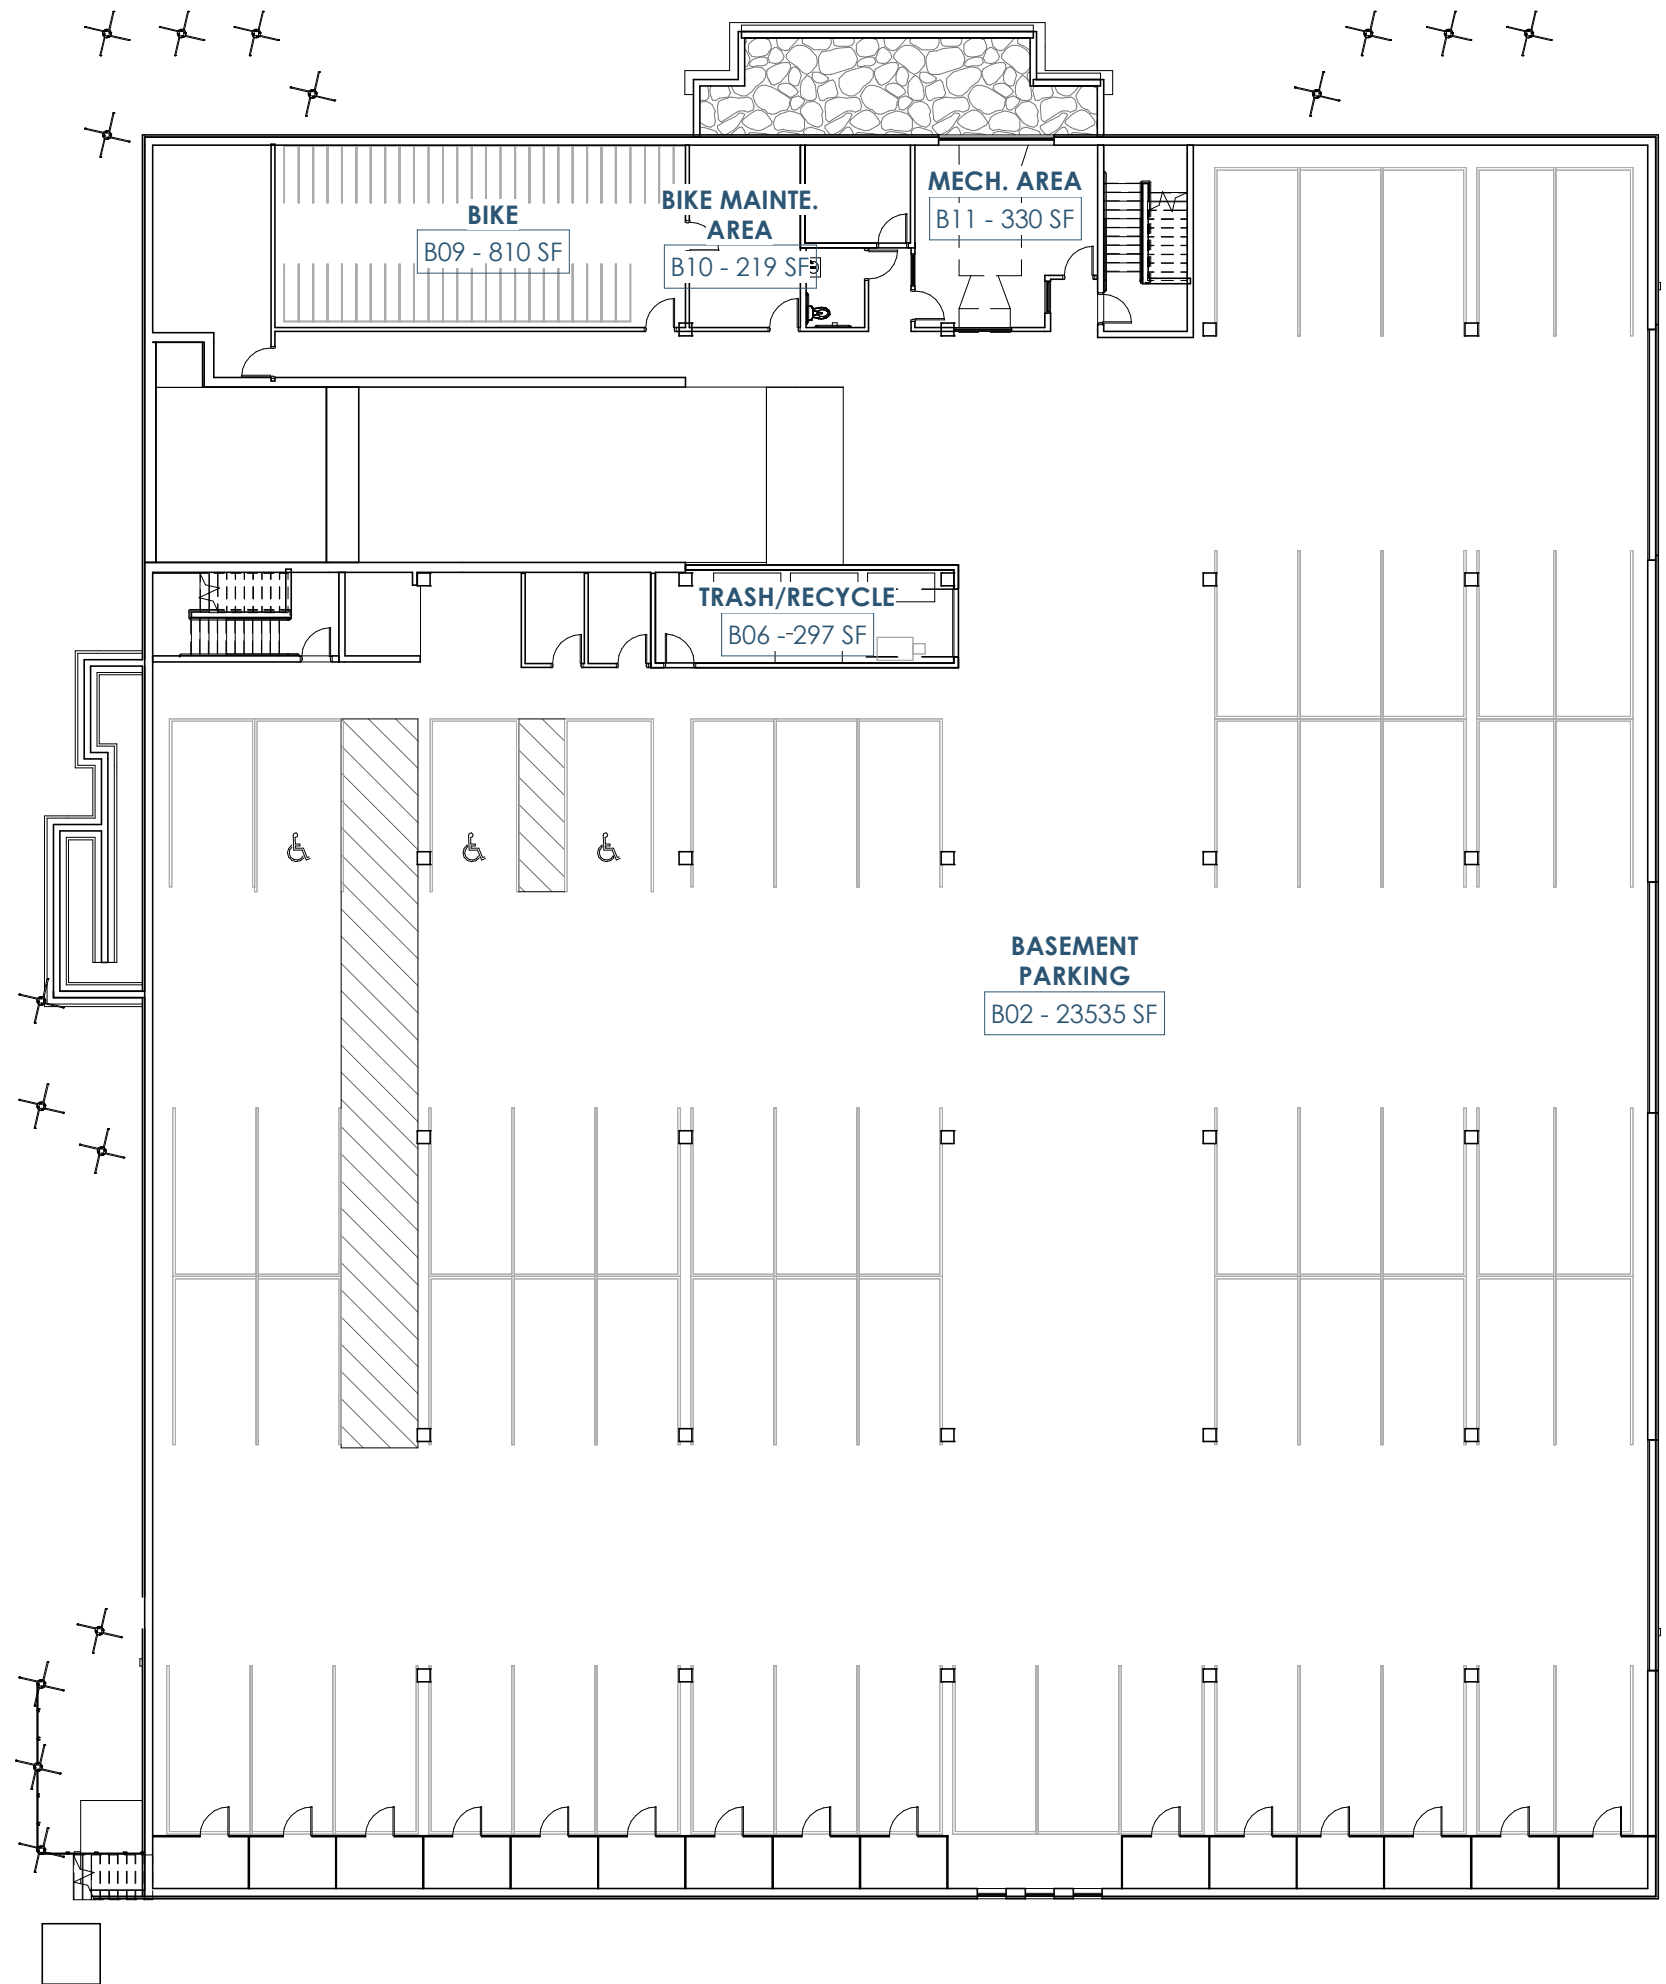 BIKE
B09 - 810 SF
BIKE MAINTE.
AREA
B10 - 219 SF
MECH. AREA
B11 - 330 SF
TRASH/RECYCLE
B06 - 297 SF
BASEMENT
PARKING
B02 - 23535 SF